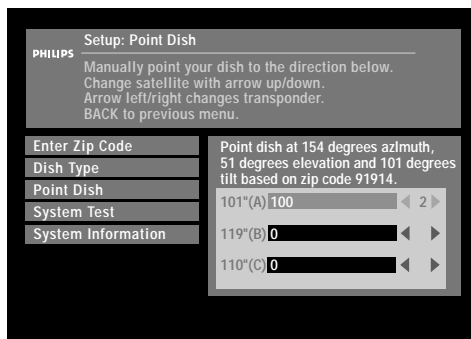 Setup: Point Dish
PHILIPS
Manually point your dish to the direction below.
Change satellite with arrow up/down.
Arrow left/right changes transponder.
BACK to previous menu.
Enter Zip Code
Dish Type
Point Dish
System Test
System Information
Point dish at 154 degrees azlmuth,
51 degrees elevation and 101 degrees
tilt based on zip code 91914.
101"(A) 100 2
119"(B) 0
110"(C) 0